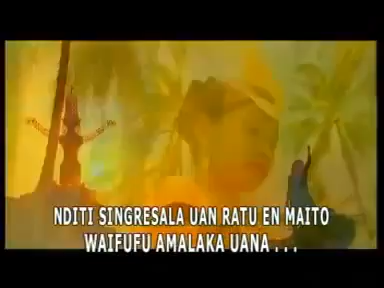 NDITI SINGRESALA UAN RATU EN MAITO
WAIFUFU AMALAKA UANA . . .